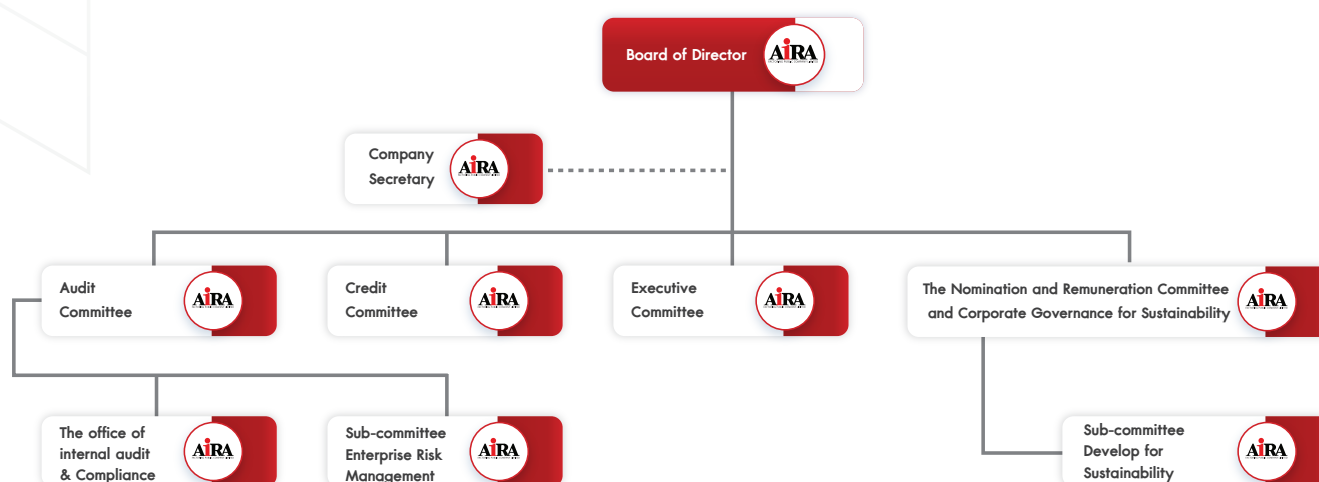 Board of Director
AiRA
Company
Secretary
AiRA
Audit
Committee
AiRA
Credit
Committee
AiRA
Executive
Committee
AiRA
The Nomination and Remuneration Committee
and Corporate Governance for Sustainability
AiRA
The office of
internal audit
& Compliance
AiRA
Sub-committee
Enterprise Risk
Management
AiRA
Sub-committee
Develop for
Sustainability
AiRA